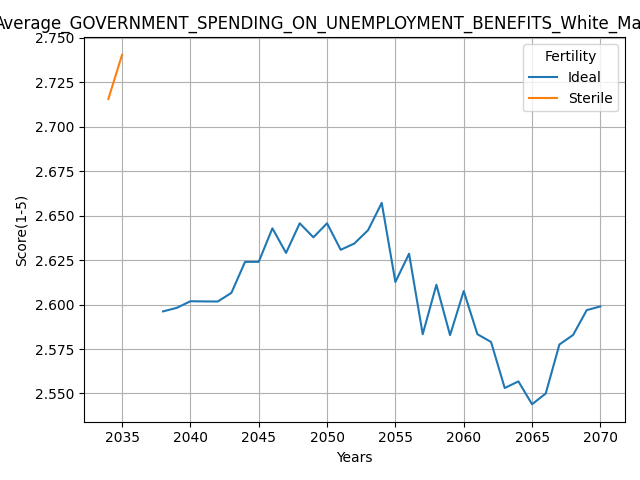 Average_GOVERNMENT_SPENDING_ON_UNEMPLOYMENT_BENEFITS_White_Ma
2.750
2.725
2.700
2.675
2.650
2.625
2.600
2.575
2.550
Score(1-5)
Fertility
Ideal
Sterile
2035 2040 2045 2050 2055 2060 2065 2070
Years